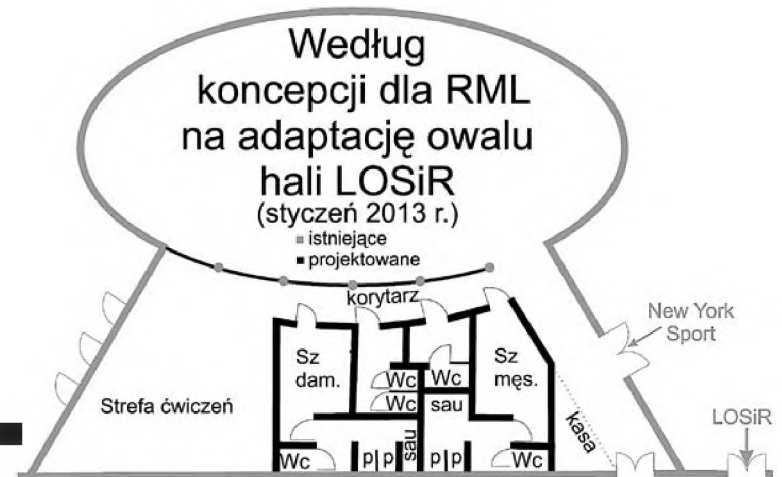 Według
koncepcji dla RML
na adaptację owalu
hali LOSiR
(styczeń 2013 r.)
istniejące
projektowane
korytarz
New York
Sport
Sz
dam.
Wc
Wc
Sz
męs.
Wc
sau
Strefa ćwiczeń
kasa
LOSiR
sau
Wc
p p
p p
Wc